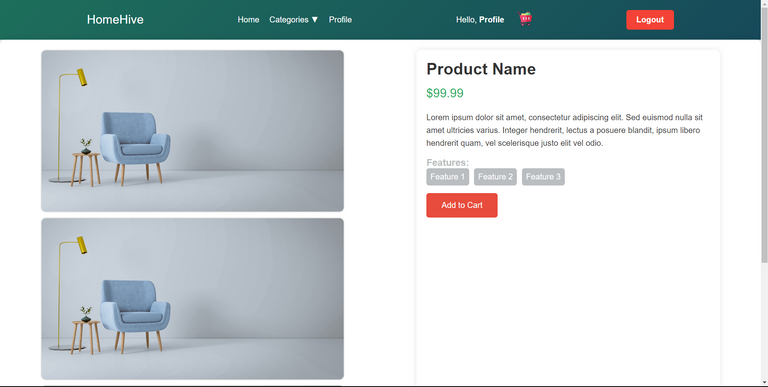 HomeHive
Home Categories ▼ Profile
Hello, Profile
Logout
Product Name
$99.99
Lorem ipsum dolor sit amet, consectetur adipiscing elit. Sed euismod nulla sit
amet ultricies varius. Integer hendrerit, lectus a posuere blandit, ipsum libero
hendrerit quam, vel scelerisque justo elit vel odio.
Features:
Feature 1 Feature 2 Feature 3
Add to Cart